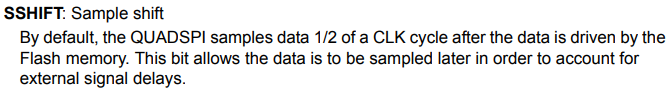 SSHIFT: Sample shift
By default, the QUADSPI samples data 1/2 of a CLK cycle after the data is driven by the
Flash memory. This bit allows the data is to be sampled later in order to account for
external signal delays.